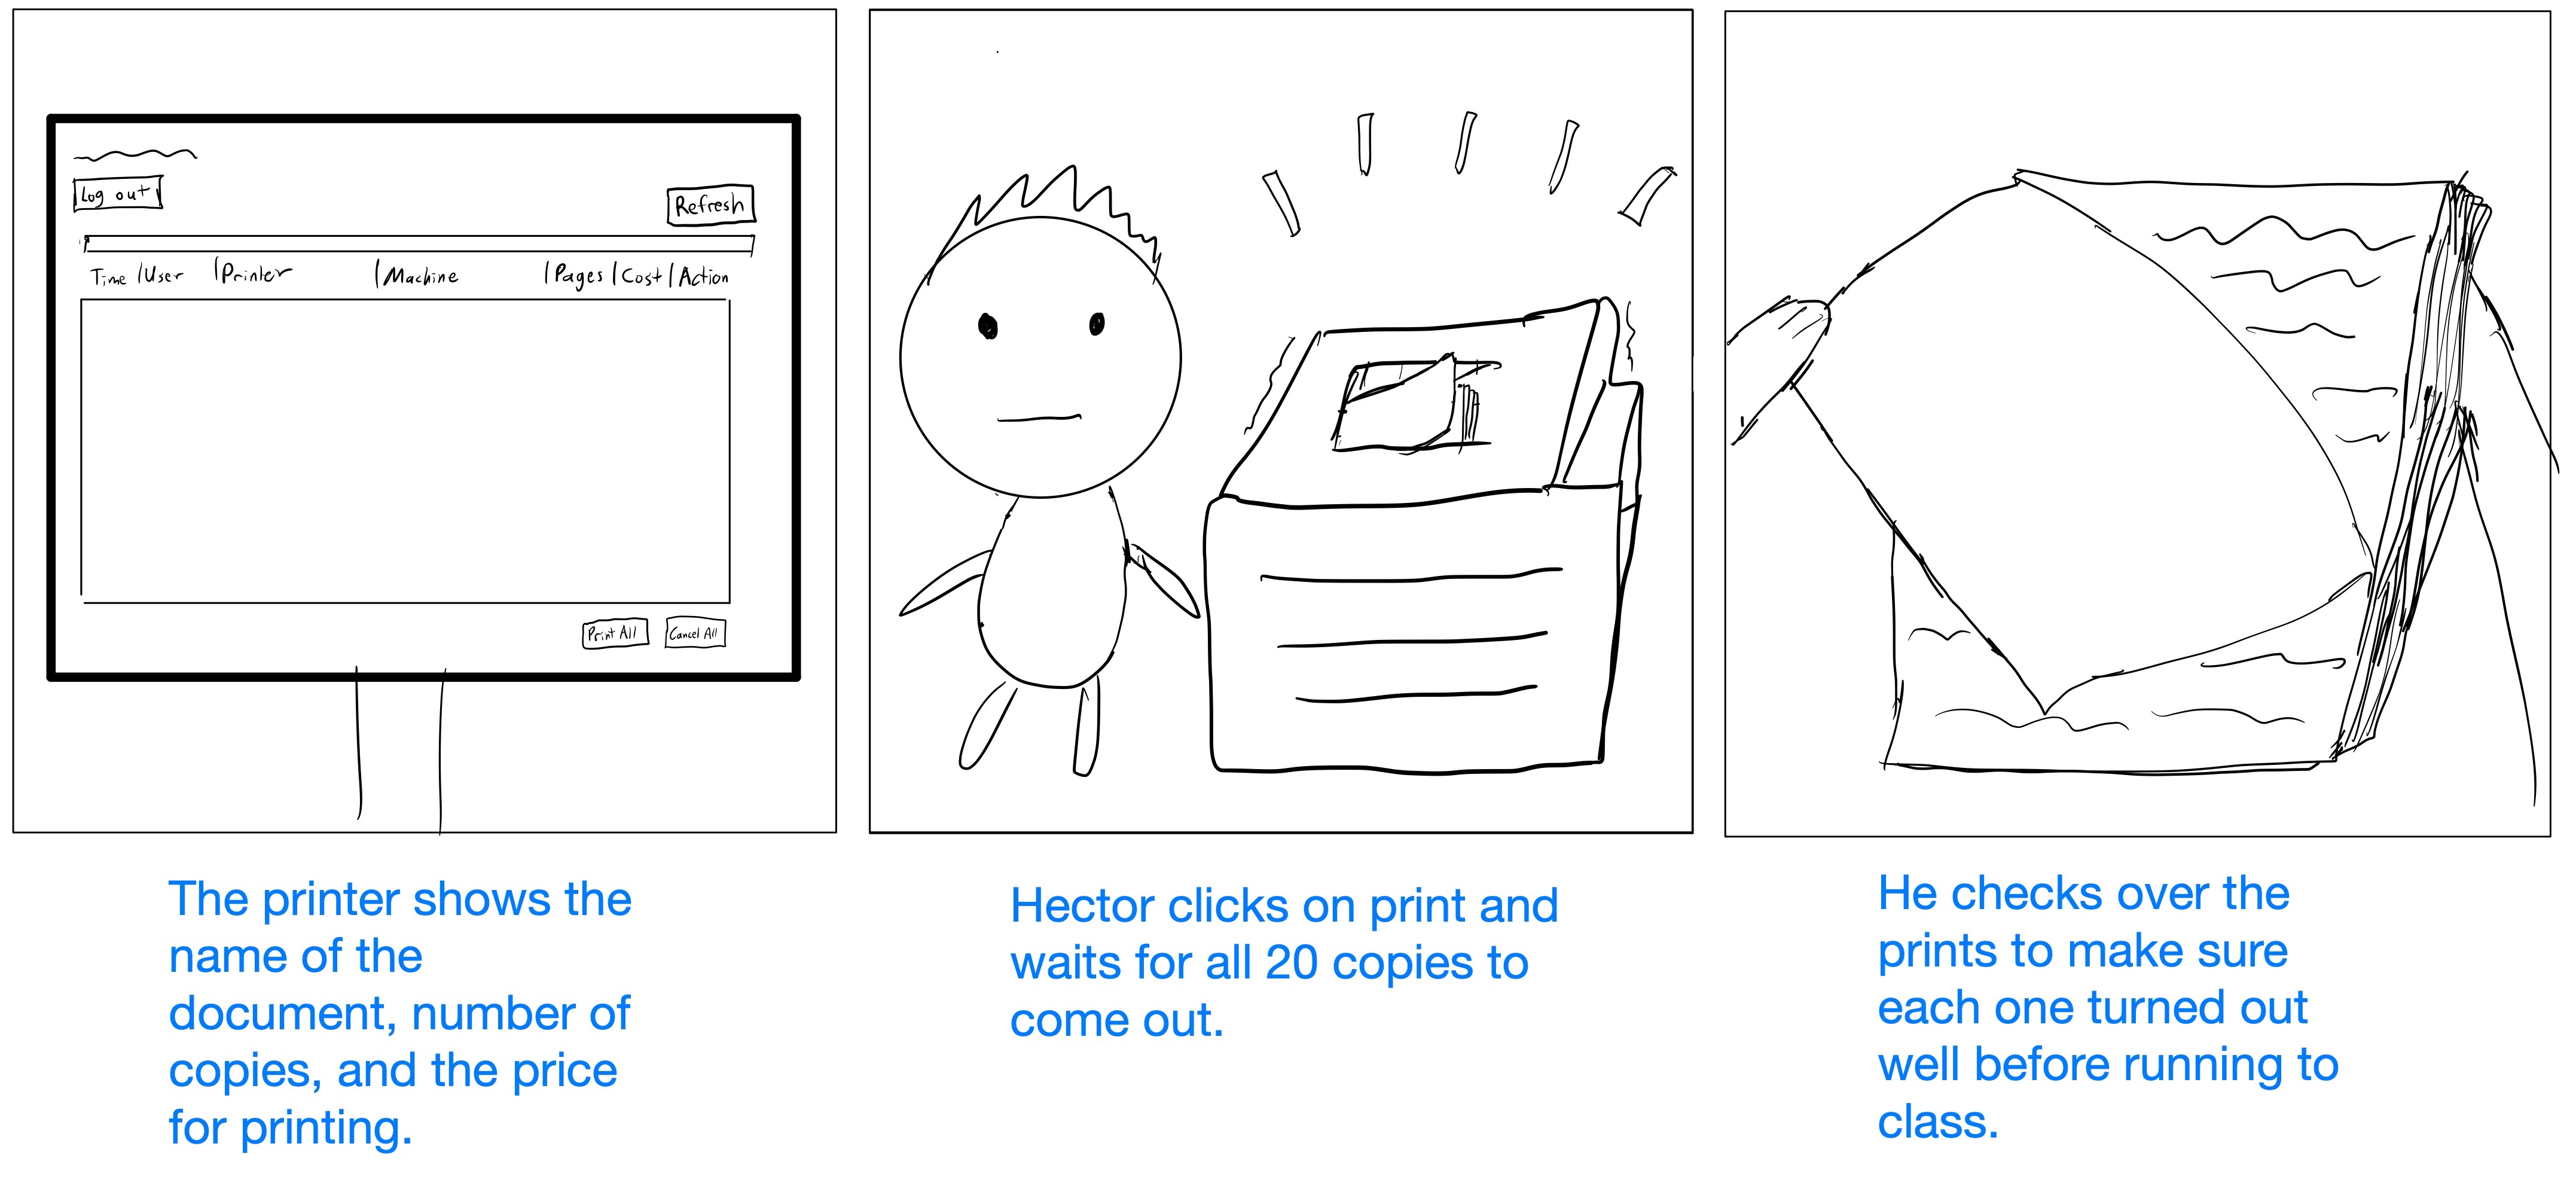 Log out
Refresh
Time |User |Printer |Machine |Pages |Cost |Action
Print All
Cancel All
The printer shows the
name of the
document, number of
copies, and the price
for printing.
Hector clicks on print and
waits for all 20 copies to
come out.
He checks over the
prints to make sure
each one turned out
well before running to
class.